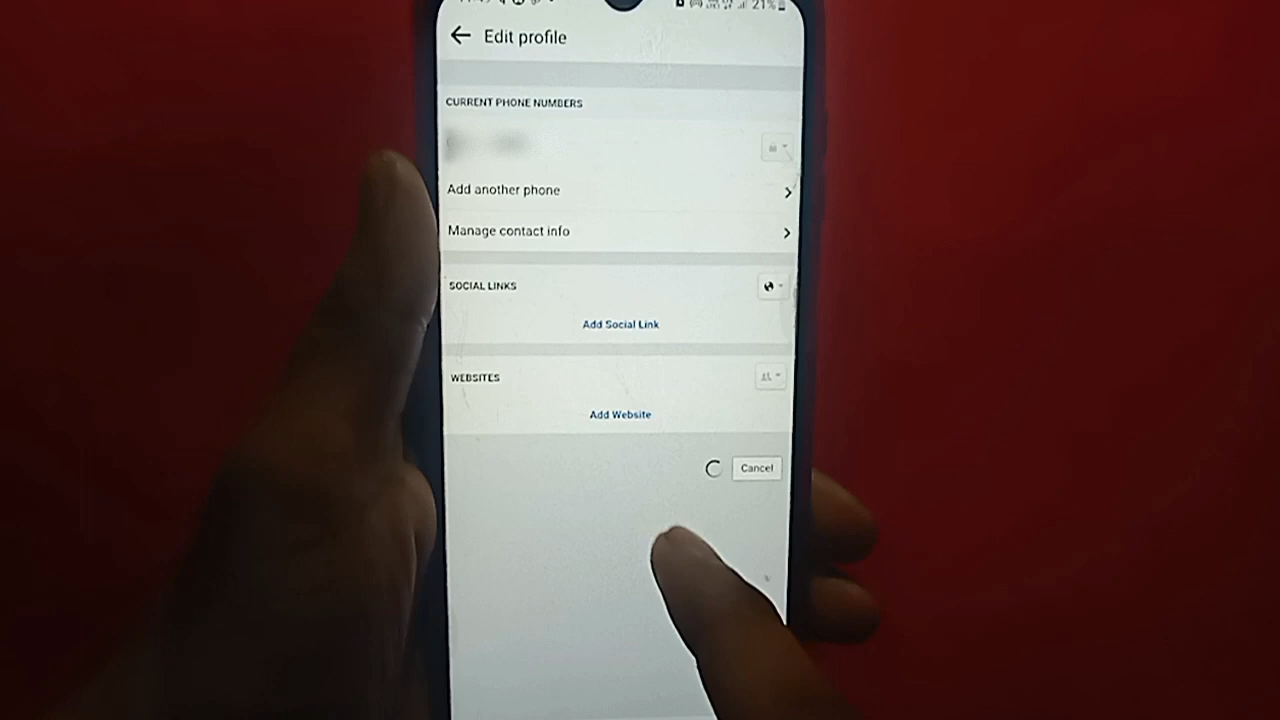 21%
Edit profile
CURRENT PHONE NUMBERS
Add another phone
Manage contact info
SOCIAL LINKS
Add Social Link
WEBSITES
Add Website
Cancel